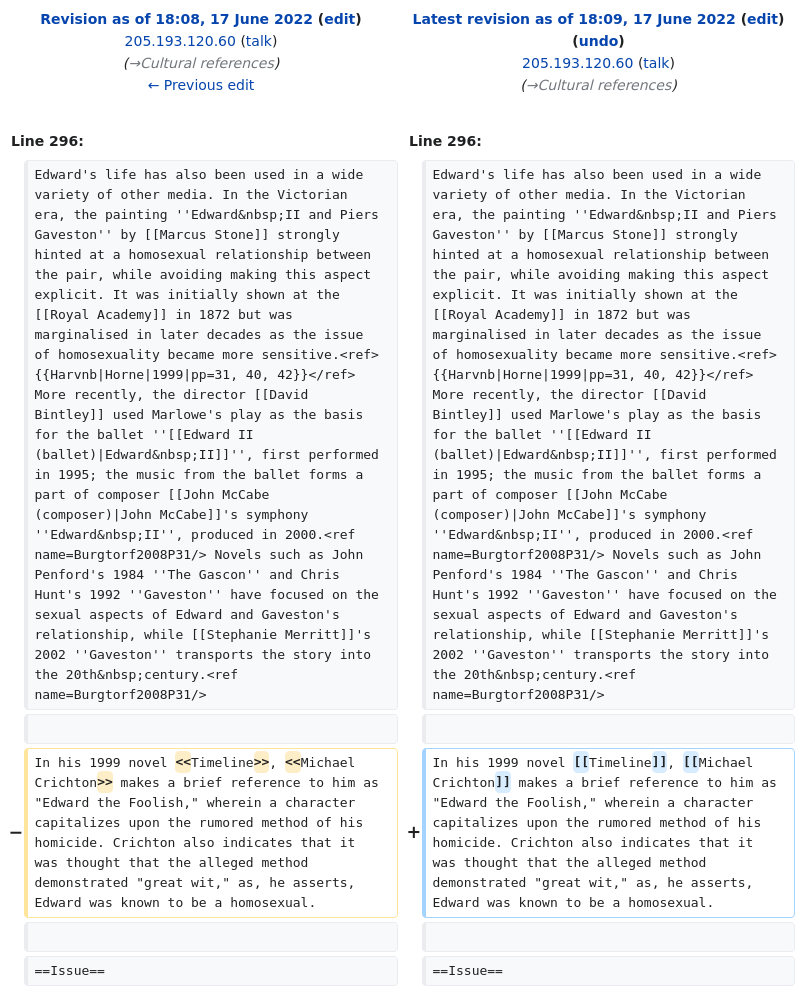 Revision as of 18:08, 17 June 2022 (edit)
205.193.120.60 (talk)
(→Cultural references)
← Previous edit
Line 296:
Edward's life has also been used in a wide
variety of other media. In the Victorian
era, the painting ''Edward&nbsp;II and Piers
Gaveston'' by [[Marcus Stone]] strongly
hinted at a homosexual relationship between
the pair, while avoiding making this aspect
explicit. It was initially shown at the
[[Royal Academy]] in 1872 but was
marginalised in later decades as the issue
of homosexuality became more sensitive.<ref>
{{Harvnb|Horne|1999|pp=31, 40, 42}}</ref>
More recently, the director [[David
Bintley]] used Marlowe's play as the basis
for the ballet ''[[Edward II
(ballet)|Edward&nbsp;II]]'', first performed
in 1995; the music from the ballet forms a
part of composer [[John McCabe
(composer)|John McCabe]]'s symphony
''Edward&nbsp;II'', produced in 2000.<ref
name=Burgtorf2008P31/> Novels such as John
Penford's 1984 ''The Gascon'' and Chris
Hunt's 1992 ''Gaveston'' have focused on the
sexual aspects of Edward and Gaveston's
relationship, while [[Stephanie Merritt]]'s
2002 ''Gaveston'' transports the story into
the 20th&nbsp;century.<ref
name=Burgtorf2008P31/>
−
In his 1999 novel <<Timeline>>, <<Michael
Crichton>> makes a brief reference to him as
"Edward the Foolish," wherein a character
capitalizes upon the rumored method of his
homicide. Crichton also indicates that it
was thought that the alleged method
demonstrated "great wit," as, he asserts,
Edward was known to be a homosexual.
==Issue==
Latest revision as of 18:09, 17 June 2022 (edit)
(undo)
205.193.120.60 (talk)
(→Cultural references)
Line 296:
Edward's life has also been used in a wide
variety of other media. In the Victorian
era, the painting ''Edward&nbsp;II and Piers
Gaveston'' by [[Marcus Stone]] strongly
hinted at a homosexual relationship between
the pair, while avoiding making this aspect
explicit. It was initially shown at the
[[Royal Academy]] in 1872 but was
marginalised in later decades as the issue
of homosexuality became more sensitive.<ref>
{{Harvnb|Horne|1999|pp=31, 40, 42}}</ref>
More recently, the director [[David
Bintley]] used Marlowe's play as the basis
for the ballet ''[[Edward II
(ballet)|Edward&nbsp;II]]'', first performed
in 1995; the music from the ballet forms a
part of composer [[John McCabe
(composer)|John McCabe]]'s symphony
''Edward&nbsp;II'', produced in 2000.<ref
name=Burgtorf2008P31/> Novels such as John
Penford's 1984 ''The Gascon'' and Chris
Hunt's 1992 ''Gaveston'' have focused on the
sexual aspects of Edward and Gaveston's
relationship, while [[Stephanie Merritt]]'s
2002 ''Gaveston'' transports the story into
the 20th&nbsp;century.<ref
name=Burgtorf2008P31/>
+
In his 1999 novel [[Timeline]], [[Michael
Crichton]] makes a brief reference to him as
"Edward the Foolish," wherein a character
capitalizes upon the rumored method of his
homicide. Crichton also indicates that it
was thought that the alleged method
demonstrated "great wit," as, he asserts,
Edward was known to be a homosexual.
==Issue==